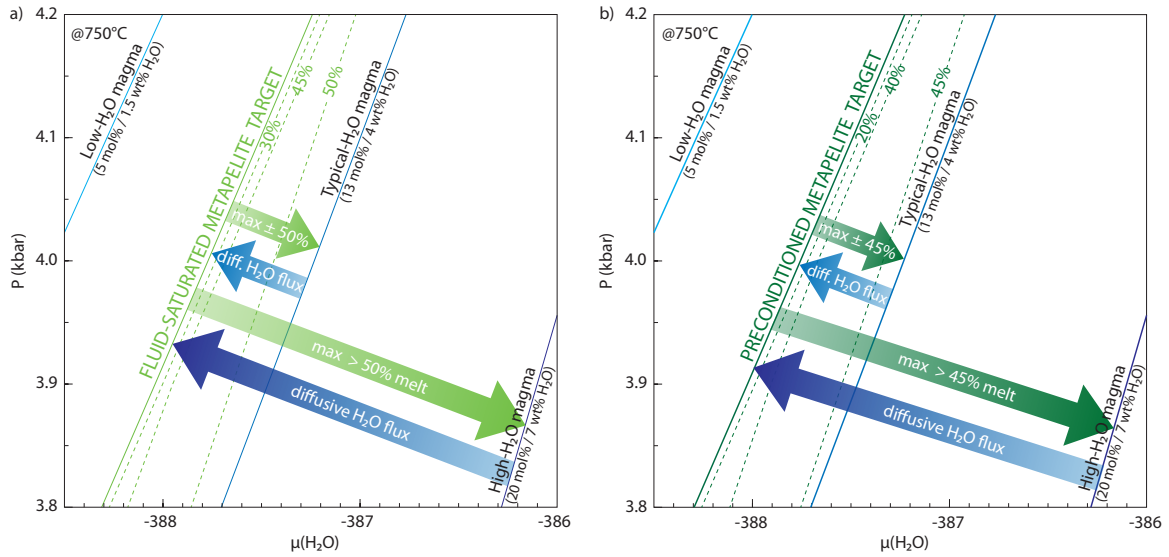 a)
@750°C
4.2
4.1
4.0
3.9
3.8
P (kbar)
-388
-387
-386
μ(H₂O)
Low-H₂O magma
(5 mol% / 1.5 wt% H₂O)
FLUID-SATURATED METAPELITE TARGET
30%
45%
50%
Typical-H₂O magma
(13 mol% / 4 wt% H₂O)
max ± 50%
diff. H₂O flux
max > 50% melt
diffusive H₂O flux
High-H₂O magma
(20 mol% / 7 wt% H₂O)
b)
@750°C
4.2
4.1
4.0
3.9
3.8
P (kbar)
-388
-387
-386
μ(H₂O)
Low-H₂O magma
(5 mol% / 1.5 wt% H₂O)
PRECONDITIONED METAPELITE TARGET
20%
40%
45%
Typical-H₂O magma
(13 mol% / 4 wt% H₂O)
max ± 45%
diff. H₂O flux
max > 45% melt
diffusive H₂O flux
High-H₂O magma
(20 mol% / 7 wt% H₂O)